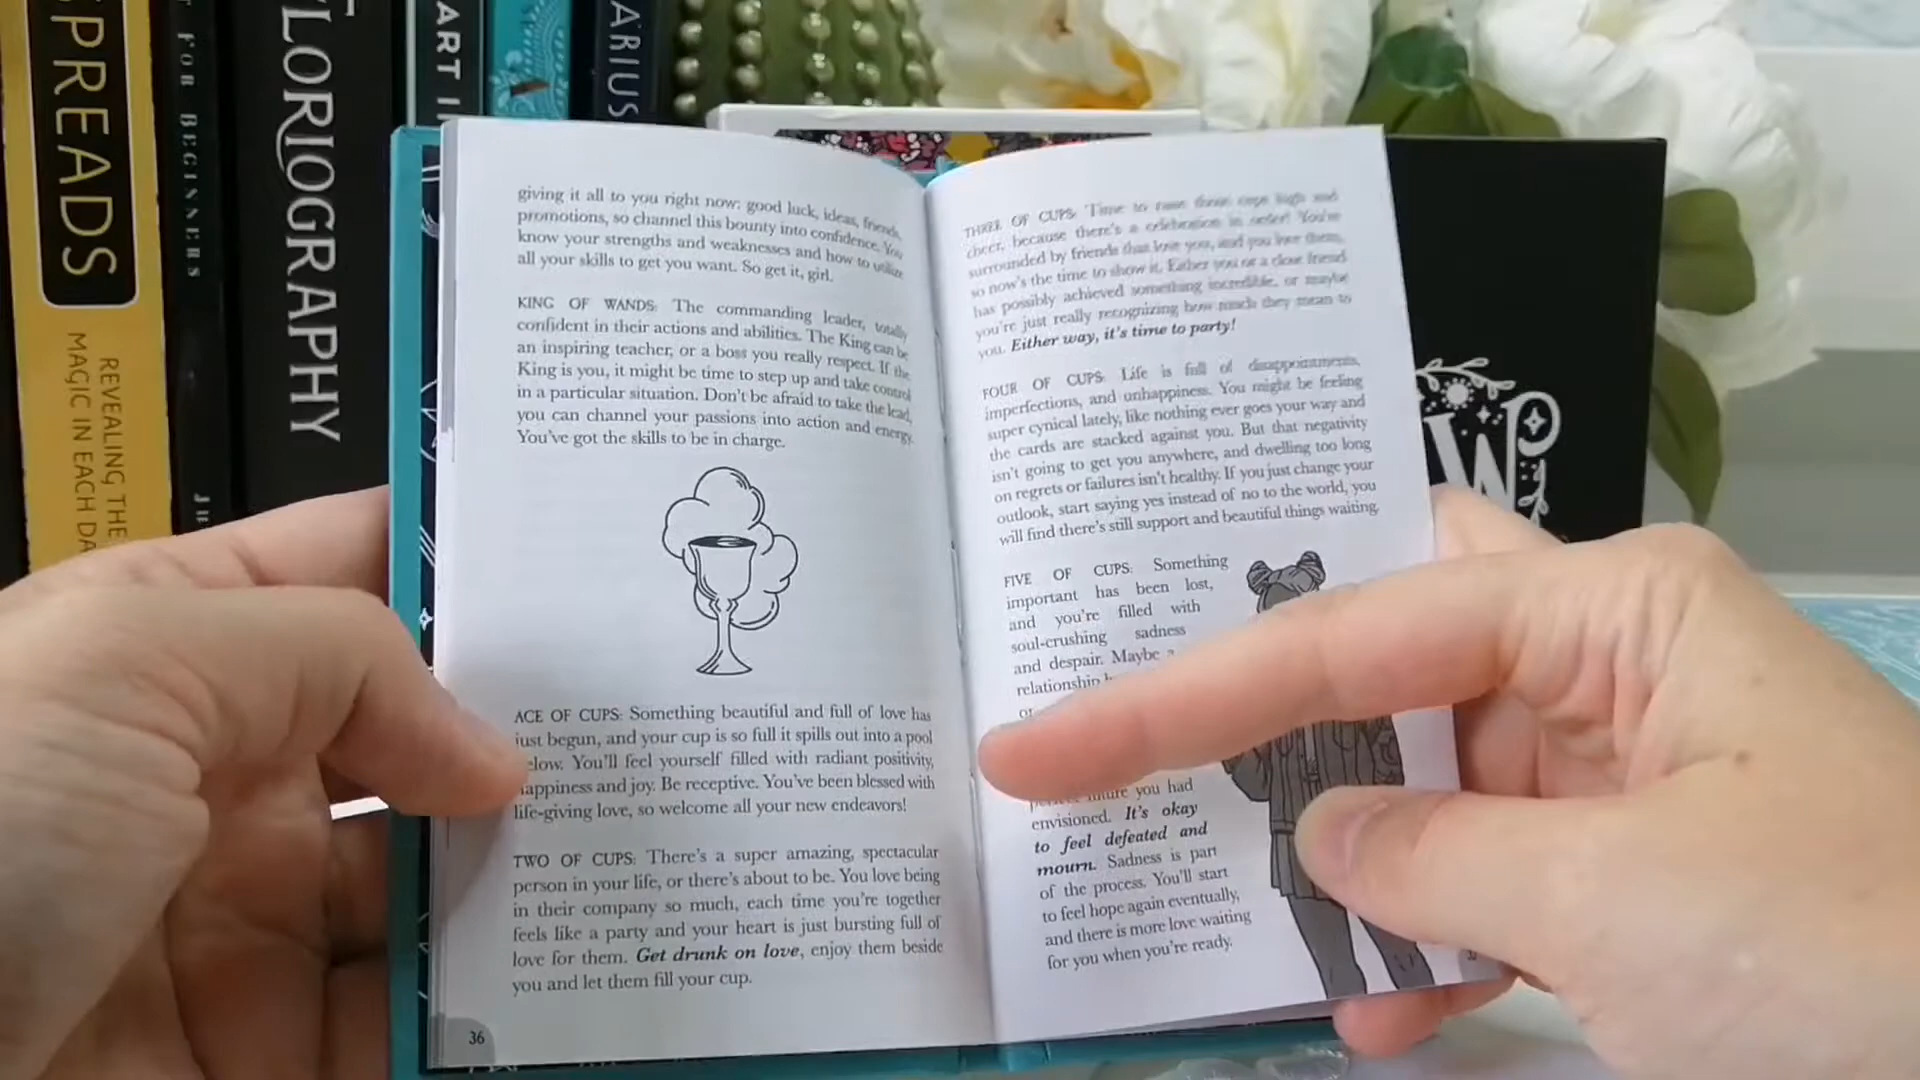 SPREADS
REVEALING THE
MAGIC IN EACH DA
FOR BEGINNERS
FLORIOGRAPHY
ART I
ARIUS
giving it all to you right now: good luck, ideas, friends,
promotions, so channel this bounty into confidence. You
know your strengths and weaknesses and how to utilize
all your skills to get you want. So get it, girl.
KING OF WANDS: The commanding leader, totally
confident in their actions and abilities. The King can be
an inspiring teacher, or a boss you really respect. If the
King is you, it might be time to step up and take control
in a particular situation. Don't be afraid to take the lead,
you can channel your passions into action and energy.
You've got the skills to be in charge.
ACE OF CUPS: Something beautiful and full of love has
just begun, and your cup is so full it spills out into a pool
elow. You'll feel yourself filled with radiant positivity,
appiness and joy. Be receptive. You've been blessed with
life-giving love, so welcome all your new endeavors!
TWO OF CUPS: There's a super amazing, spectacular
person in your life, or there's about to be. You love being
in their company so much, each time you're together
feels like a party and your heart is just bursting full of
love for them. Get drunk on love, enjoy them beside
you and let them fill your cup.
36
THREE OF CUPS: Time to raise those cups high and
cheer, because there's a celebration in order! You're
surrounded by friends that love you, and you love them,
so now's the time to show it. Either you or a close friend
has possibly achieved something incredible, or maybe
you're just really recognizing how much they mean to
you. Either way, it's time to party!
FOUR OF CUPS: Life is full of disappointments,
imperfections, and unhappiness. You might be feeling
super cynical lately, like nothing ever goes your way and
the cards are stacked against you. But that negativity
isn't going to get you anywhere, and dwelling too long
on regrets or failures isn't healthy. If you just change your
outlook, start saying yes instead of no to the world, you
will find there's still support and beautiful things waiting.
FIVE OF CUPS: Something
important has been lost,
and you're filled with
soul-crushing sadness
and despair. Maybe a
relationship
or
future you had
envisioned. It's okay
to feel defeated and
mourn. Sadness is part
of the process. You'll start
to feel hope again eventually,
and there is more love waiting
for you when you're ready.
W